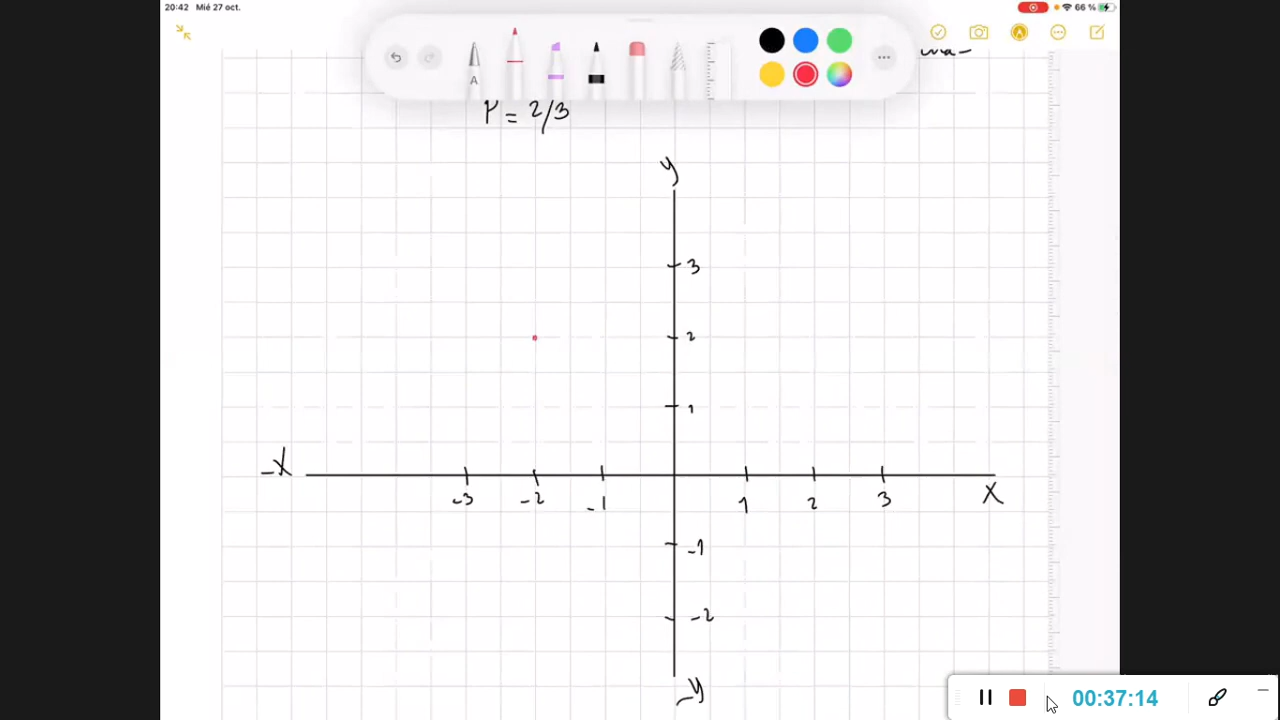 20:42 Mié 27 oct.
66 %
A
P = 2/3
y
3
2
1
-X
-3
-2
-
1
2
3
X
-1
-2
-y
00:37:14